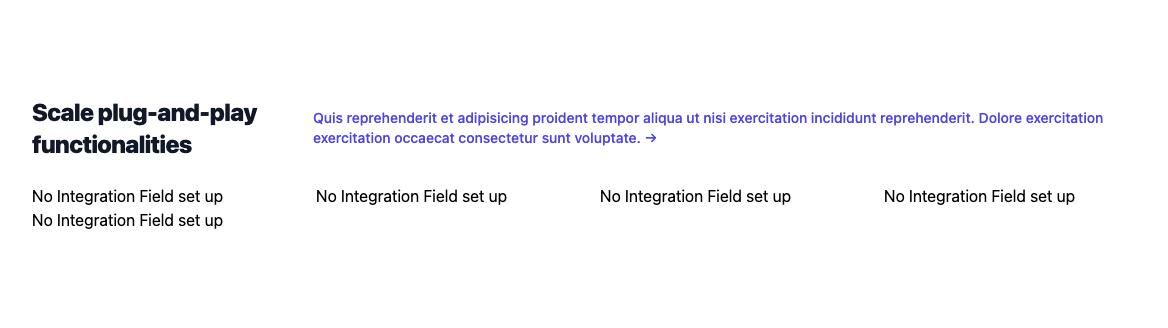 Scale plug-and-play
functionalities
Quis reprehenderit et adipisicing proident tempor aliqua ut nisi exercitation incididunt reprehenderit. Dolore exercitation
exercitation occaecat consectetur sunt voluptate. →
No Integration Field set up
No Integration Field set up
No Integration Field set up
No Integration Field set up
No Integration Field set up